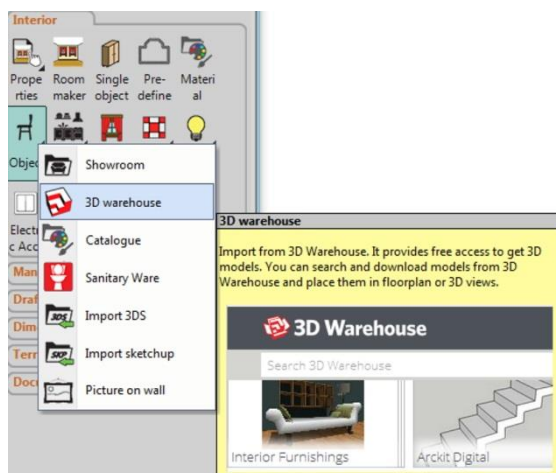 Interior
Prope
rties
Room
maker
Single
object
Pre-
define
Materi
al
Objec
Showroom
3D warehouse
Catalogue
Sanitary Ware
Import 3DS
Import sketchup
Picture on wall
Electr
c Acc
Man
Draf
Dime
Terr
Docu
3D warehouse
Import from 3D Warehouse. It provides free access to get 3D
models. You can search and download models from 3D
Warehouse and place them in floorplan or 3D views.
3D Warehouse
Search 3D Warehouse
Interior Furnishings
Arckit Digital